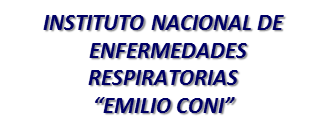 INSTITUTO NACIONAL DE
ENFERMEDADES
RESPIRATORIAS
“EMILIO CONI”